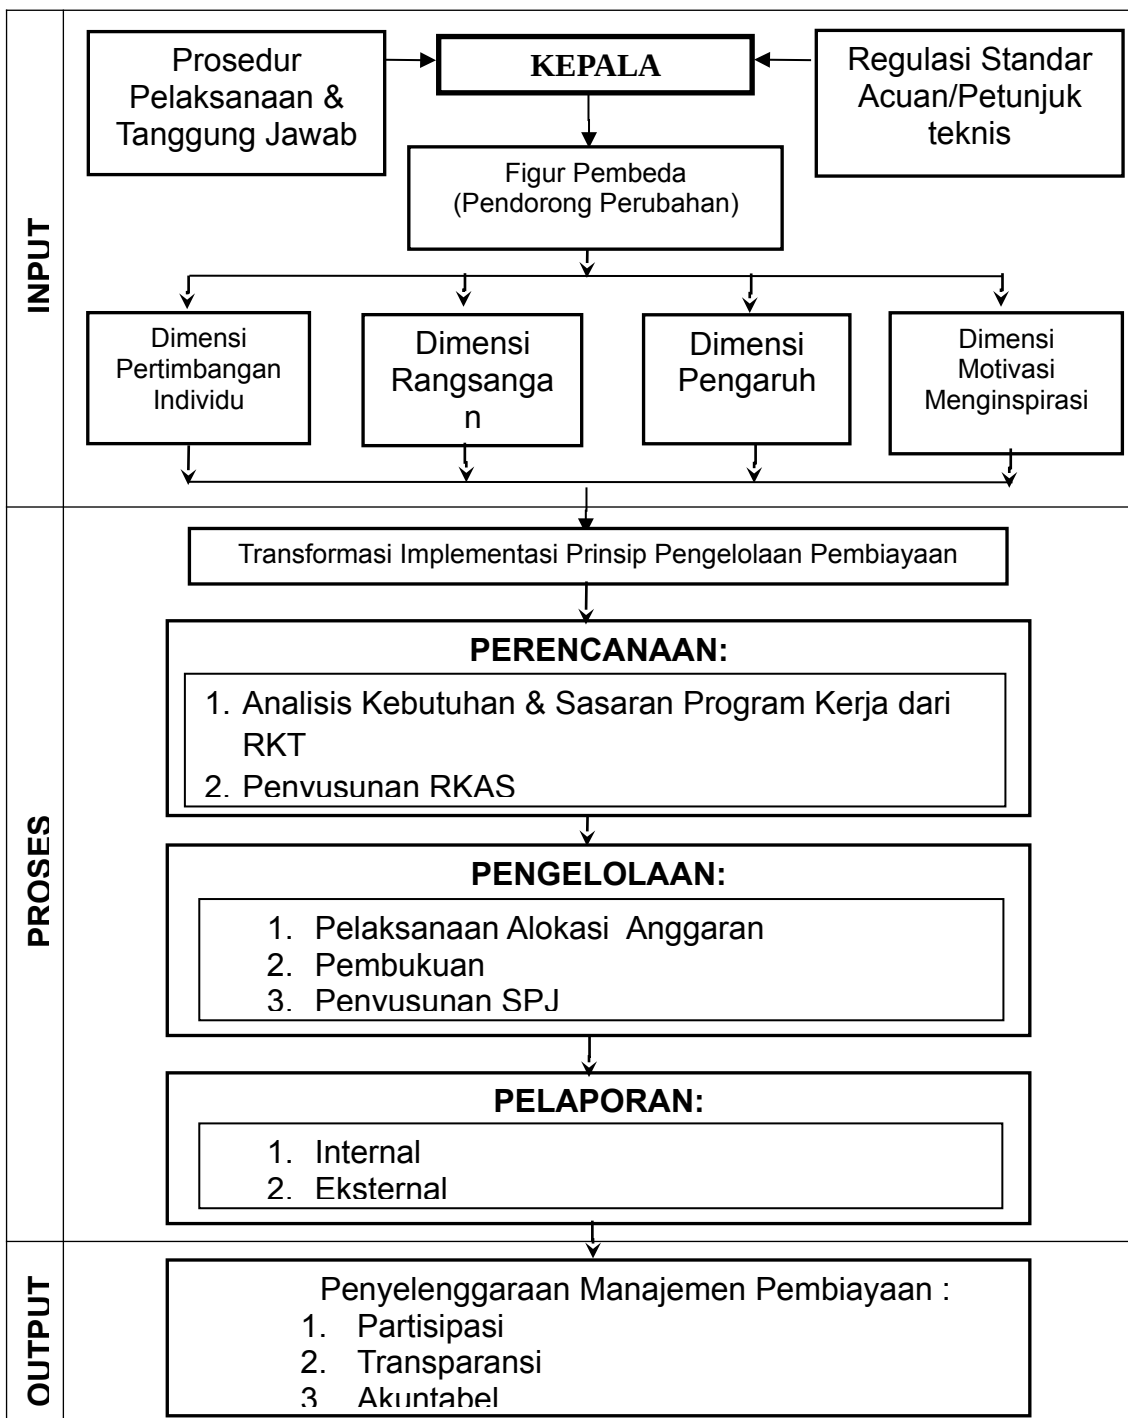 INPUT
Prosedur
Pelaksanaan &
Tanggung Jawab
KEPALA
Regulasi Standar
Acuan/Petunjuk
teknis
Figur Pembeda
(Pendorong Perubahan)
Dimensi
Pertimbangan
Individu
Dimensi
Rangsanga
n
Dimensi
Pengaruh
Dimensi
Motivasi
Menginspirasi
PROSES
Transformasi Implementasi Prinsip Pengelolaan Pembiayaan
PERENCANAAN:
1. Analisis Kebutuhan & Sasaran Program Kerja dari
RKT
2. Penyusunan RKAS
PENGELOLAAN:
1. Pelaksanaan Alokasi Anggaran
2. Pembukuan
3. Penyusunan SPJ
PELAPORAN:
1. Internal
2. Eksternal
OUTPUT
Penyelenggaraan Manajemen Pembiayaan :
1. Partisipasi
2. Transparansi
3 Akuntabel